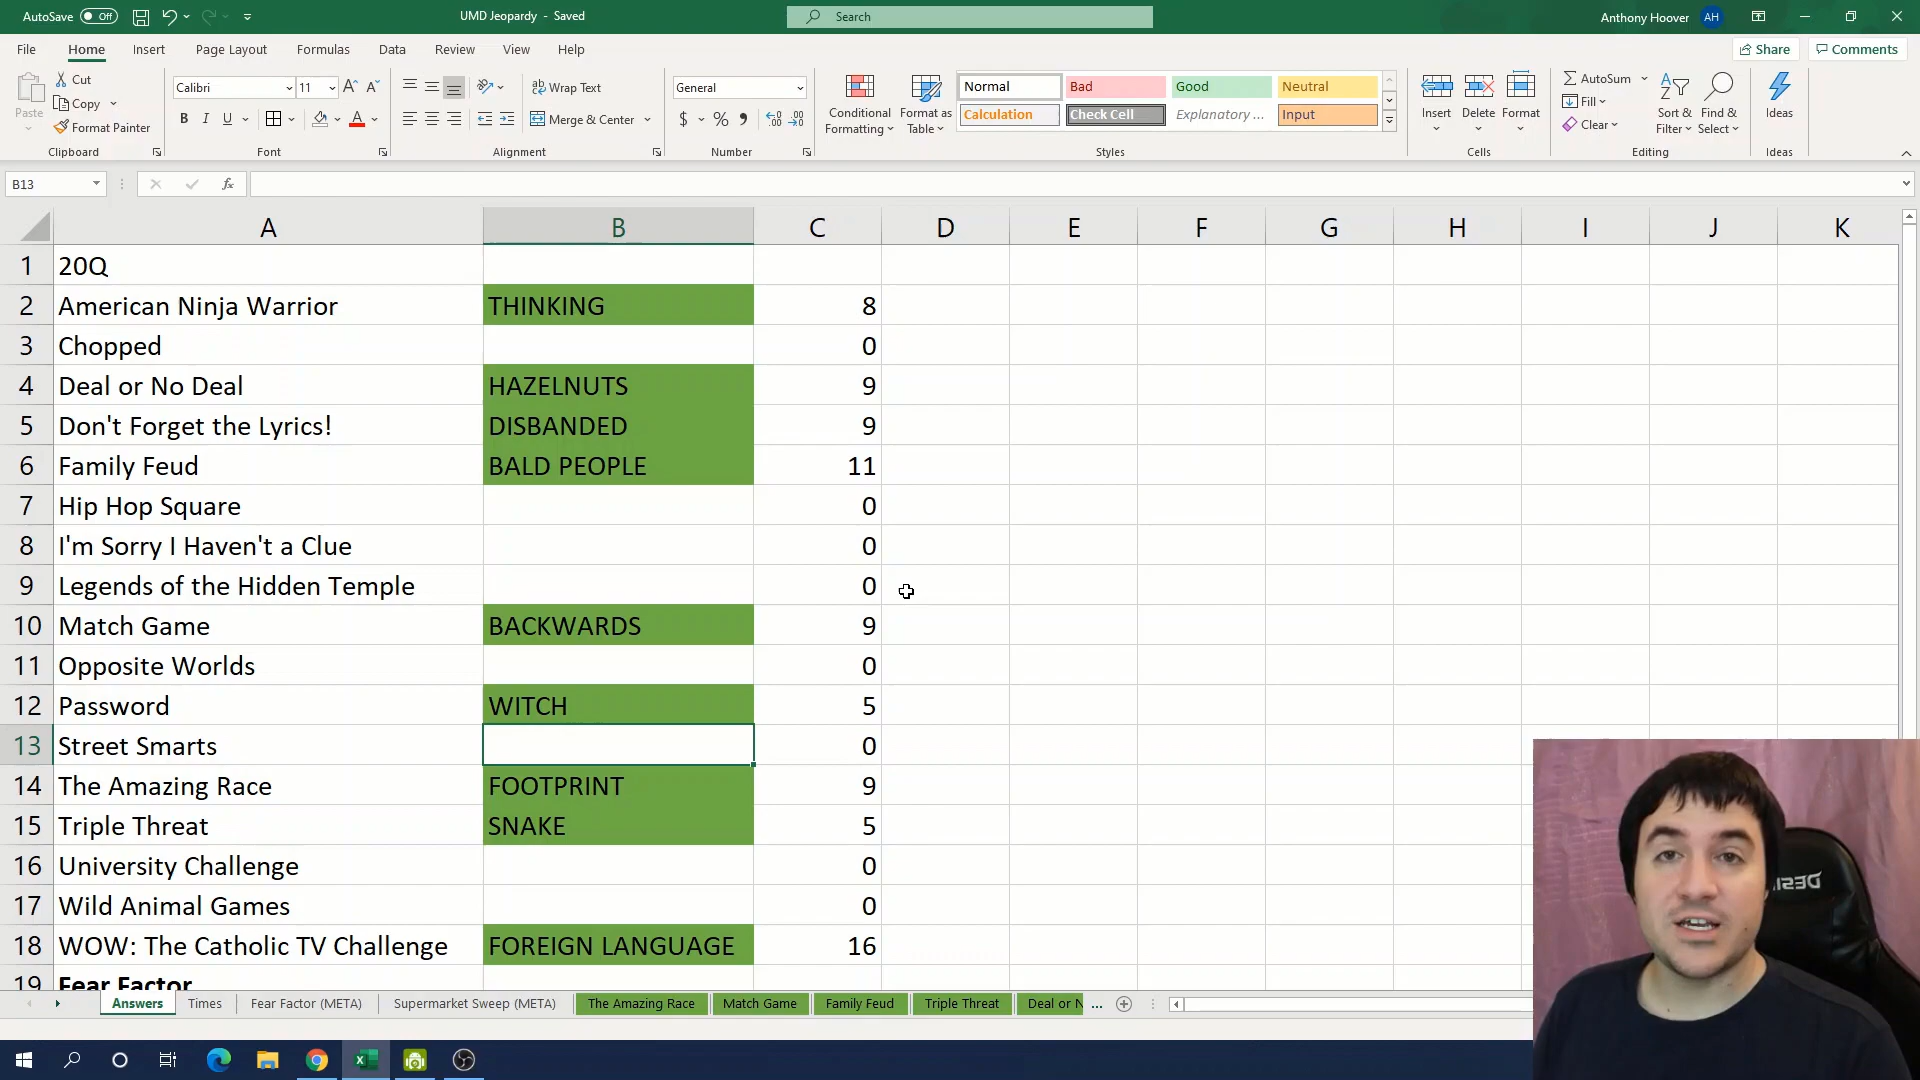 AutoSave Off UMD Jeopardy - Saved Search Anthony Hoover AH
File Home Insert Page Layout Formulas Data Review View Help Share Comments
Paste Cut Copy Format Painter Clipboard
Calibri 11 A A B I U A Font
Wrap Text Merge & Center Alignment
General $ % Number
Conditional Formatting Format as Table
Normal Bad Good Neutral
Calculation Check Cell Explanatory ... Input
Styles
Insert Delete Format Cells
AutoSum Fill Clear Sort & Filter Find & Select Editing
Ideas Ideas
B13 fx
A B C D E F G H I J K
1 20Q
2 American Ninja Warrior THINKING 8
3 Chopped 0
4 Deal or No Deal HAZELNUTS 9
5 Don't Forget the Lyrics! DISBANDED 9
6 Family Feud BALD PEOPLE 11
7 Hip Hop Square 0
8 I'm Sorry I Haven't a Clue 0
9 Legends of the Hidden Temple 0
10 Match Game BACKWARDS 9
11 Opposite Worlds 0
12 Password WITCH 5
13 Street Smarts 0
14 The Amazing Race FOOTPRINT 9
15 Triple Threat SNAKE 5
16 University Challenge 0
17 Wild Animal Games 0
18 WOW: The Catholic TV Challenge FOREIGN LANGUAGE 16
19 Fear Factor
Answers Times Fear Factor (META) Supermarket Sweep (META) The Amazing Race Match Game Family Feud Triple Threat Deal or N ...